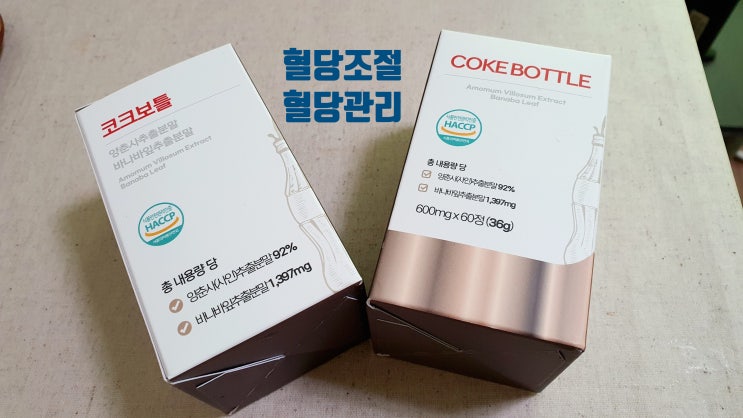 혈당조절
혈당관리
코크보틀
양춘사추출분말
바나바잎추출분말
Amomum Villosum Extract
Banaba Leaf
HACCP
총 내용량 당
양춘사(사인)추출분말 92%
바나바잎추출분말 1,397mg
COKE BOTTLE
Amomum Villosum Extract
Banaba Leaf
HACCP
총 내용량 당
양춘사(사인)추출분말 92%
바나바잎추출분말 1,397mg
600mg x 60정 (36g)